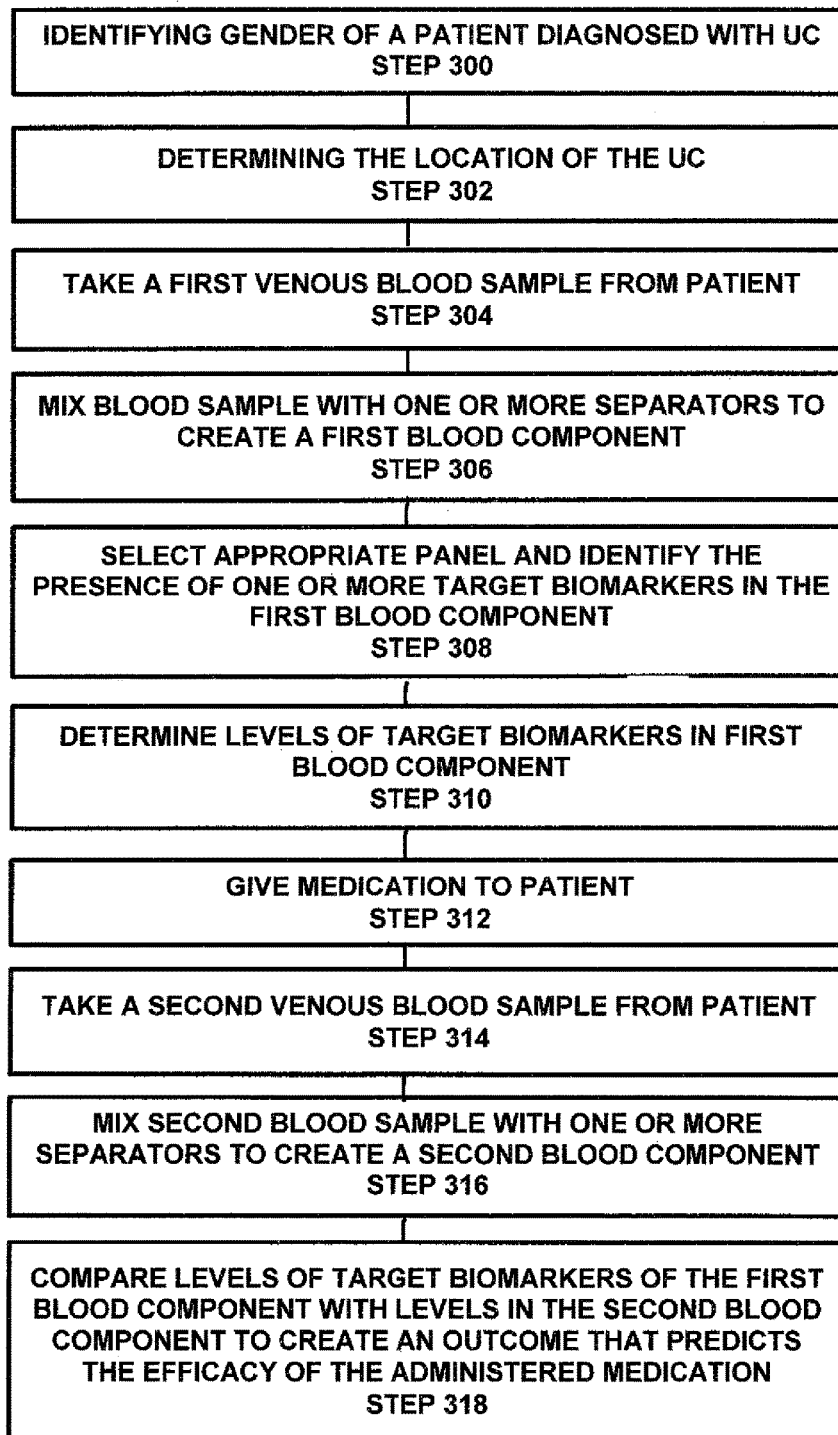 IDENTIFYING GENDER OF A PATIENT DIAGNOSED WITH UC
STEP 300
DETERMINING THE LOCATION OF THE UC
STEP 302
TAKE A FIRST VENOUS BLOOD SAMPLE FROM PATIENT
STEP 304
MIX BLOOD SAMPLE WITH ONE OR MORE SEPARATORS TO
CREATE A FIRST BLOOD COMPONENT
STEP 306
SELECT APPROPRIATE PANEL AND IDENTIFY THE
PRESENCE OF ONE OR MORE TARGET BIOMARKERS IN THE
FIRST BLOOD COMPONENT
STEP 308
DETERMINE LEVELS OF TARGET BIOMARKERS IN FIRST
BLOOD COMPONENT
STEP 310
GIVE MEDICATION TO PATIENT
STEP 312
TAKE A SECOND VENOUS BLOOD SAMPLE FROM PATIENT
STEP 314
MIX SECOND BLOOD SAMPLE WITH ONE OR MORE
SEPARATORS TO CREATE A SECOND BLOOD COMPONENT
STEP 316
COMPARE LEVELS OF TARGET BIOMARKERS OF THE FIRST
BLOOD COMPONENT WITH LEVELS IN THE SECOND BLOOD
COMPONENT TO CREATE AN OUTCOME THAT PREDICTS
THE EFFICACY OF THE ADMINISTERED MEDICATION
STEP 318